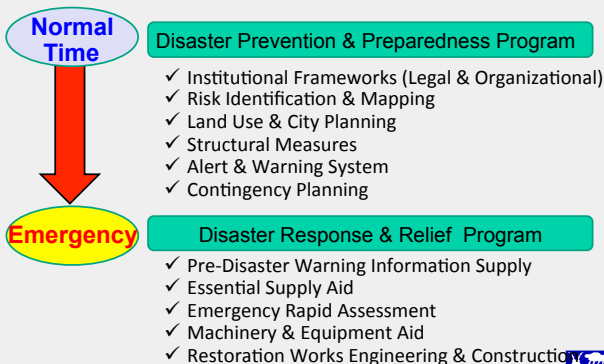 Normal
Time
Disaster Prevention & Preparedness Program
✓ Institutional Frameworks (Legal & Organizational)
✓ Risk Identification & Mapping
✓ Land Use & City Planning
✓ Structural Measures
✓ Alert & Warning System
✓ Contingency Planning
Emergency
Disaster Response & Relief Program
✓ Pre-Disaster Warning Information Supply
✓ Essential Supply Aid
✓ Emergency Rapid Assessment
✓ Machinery & Equipment Aid
✓ Restoration Works Engineering & Construction